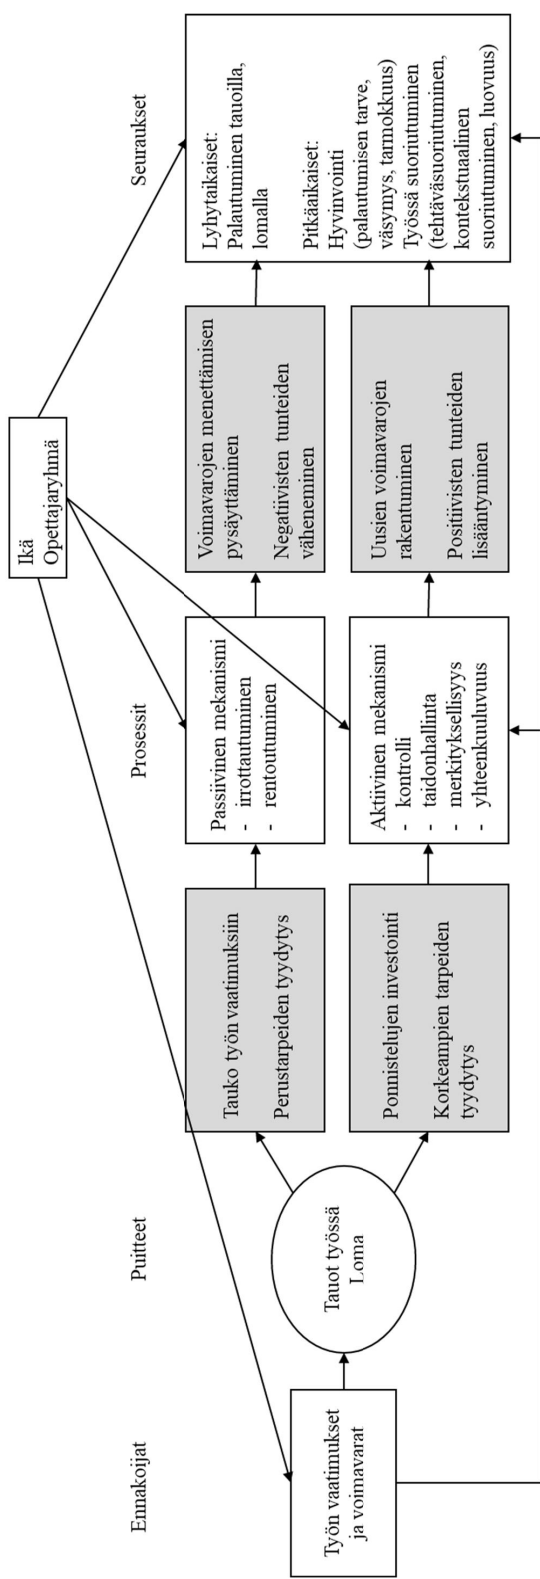 Ikä
Opettajaryhmä
Ennakoijat
Puitteet
Prosessit
Seuraukset
Työn vaatimukset
ja voimavarat
Tauot työssä
Loma
Tauko työn vaatimuksiin
Perustarpeiden tyydytys
Ponnistelujen investointi
Korkeampien tarpeiden
tyydytys
Passiivinen mekanismi
- irrottautuminen
- rentoutuminen
Aktiivinen mekanismi
- kontrolli
- taidonhallinta
- merkityksellisyys
- yhteenkuuluvuus
Voimavarojen menettämisen
pysäyttäminen
Negatiivisten tunteiden
väheneminen
Uusien voimavarojen
rakentuminen
Positiivisten tunteiden
lisääntyminen
Lyhytaikaiset:
Palautuminen tauoilla,
lomalla
Pitkäaikaiset:
Hyvinvointi
(palautumisen tarve,
väsymys, tarmokkuus)
Työssä suoriutuminen
(tehtäväsuoriutuminen,
kontekstuaalinen
suoriutuminen, luovuus)